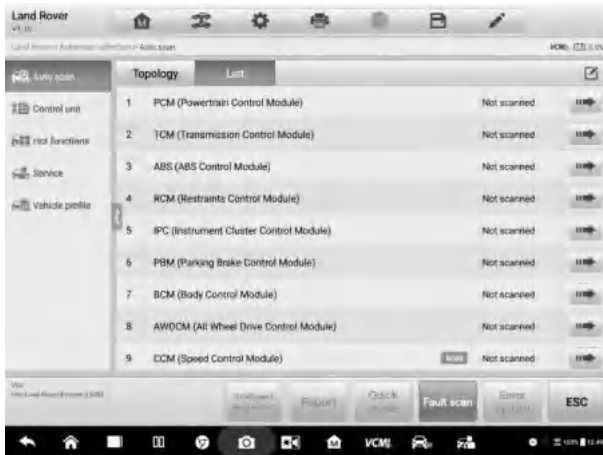 Land Rover
Auto scan
Topology
List
Auto scan
1 PCM (Powertrain Control Module) Not scanned
Control unit
2 TCM (Transmission Control Module) Not scanned
Hot functions
3 ABS (ABS Control Module) Not scanned
Service
4 RCM (Restraints Control Module) Not scanned
Vehicle profile
5 IPC (Instrument Cluster Control Module) Not scanned
6 PBM (Parking Brake Control Module) Not scanned
7 BCM (Body Control Module) Not scanned
8 AWDCM (All Wheel Drive Control Module) Not scanned
9 CCM (Speed Control Module) Not scanned
Report
Quick
Fault scan
ESC
VCMI